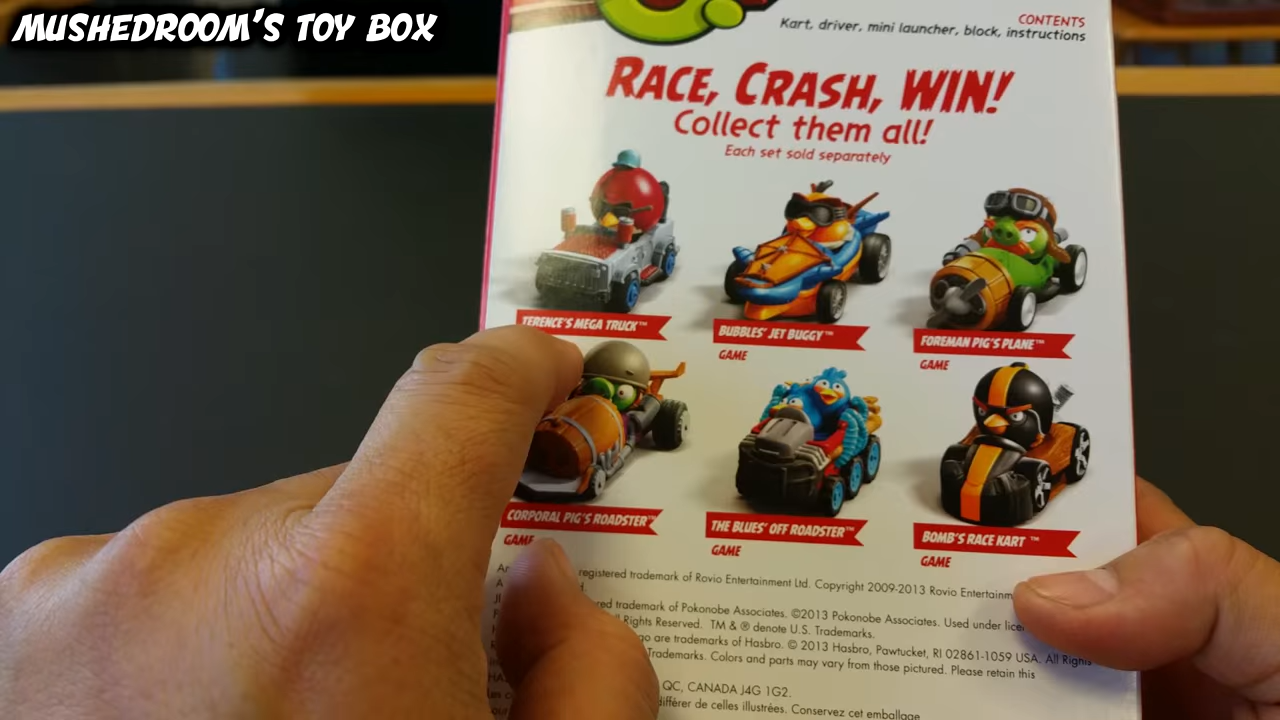 MUSHEDROOM'S TOY BOX
CONTENTS
Kart, driver, mini launcher, block, instructions
RACE, CRASH, WIN!
Collect them all!
Each set sold separately
TERENCE'S MEGA TRUCK™
BUBBLES' JET BUGGY™
GAME
FOREMAN PIG'S PLANE™
GAME
CORPORAL PIG'S ROADSTER™
GAME
THE BLUES' OFF ROADSTER™
GAME
BOMB'S RACE KART ™
GAME
registered trademark of Rovio Entertainment Ltd. Copyright 2009-2013 Rovio
trademark of Pokonobe Associates. ©2013 Pokonobe Associates. Used under
Rights Reserved. TM & ® denote U.S. Trademarks.
are trademarks of Hasbro. © 2013 Hasbro, Pawtucket, RI 02861-1059 USA. All Rights
Trademarks. Colors and parts may vary from those pictured. Please retain this
QC, CANADA J4G 1G2.
différer de celles illustrées. Conservez cet emballage